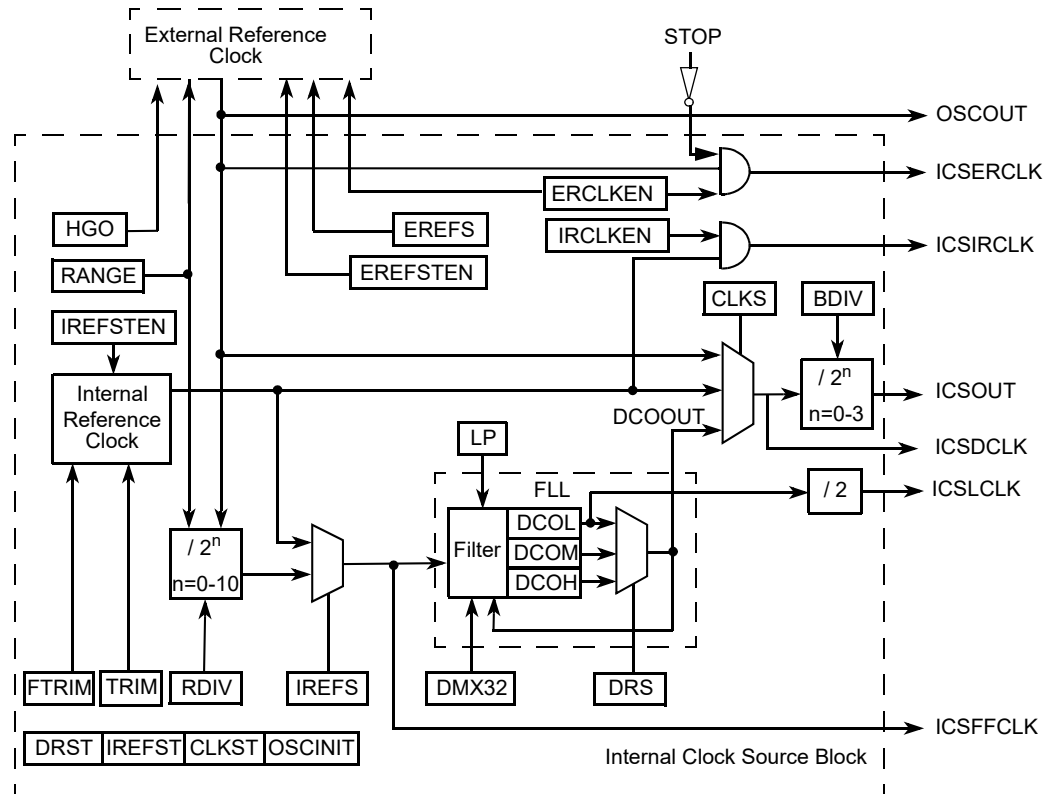 External Reference
Clock
STOP
OSCOUT
ICSERCLK
ERCLKEN
HGO
EREFS
IRCLKEN
ICSIRCLK
RANGE
EREFSTEN
CLKS
BDIV
IREFSTEN
Internal
Reference
Clock
/ 2n
n=0-3
ICSOUT
DCOOUT
LP
ICSDCLK
FLL
/ 2
ICSLCLK
DCOL
Filter
DCOM
DCOH
/ 2n
n=0-10
FTRIM
TRIM
RDIV
IREFS
DMX32
DRS
ICSFFCLK
DRST IREFST CLKST OSCINIT
Internal Clock Source Block